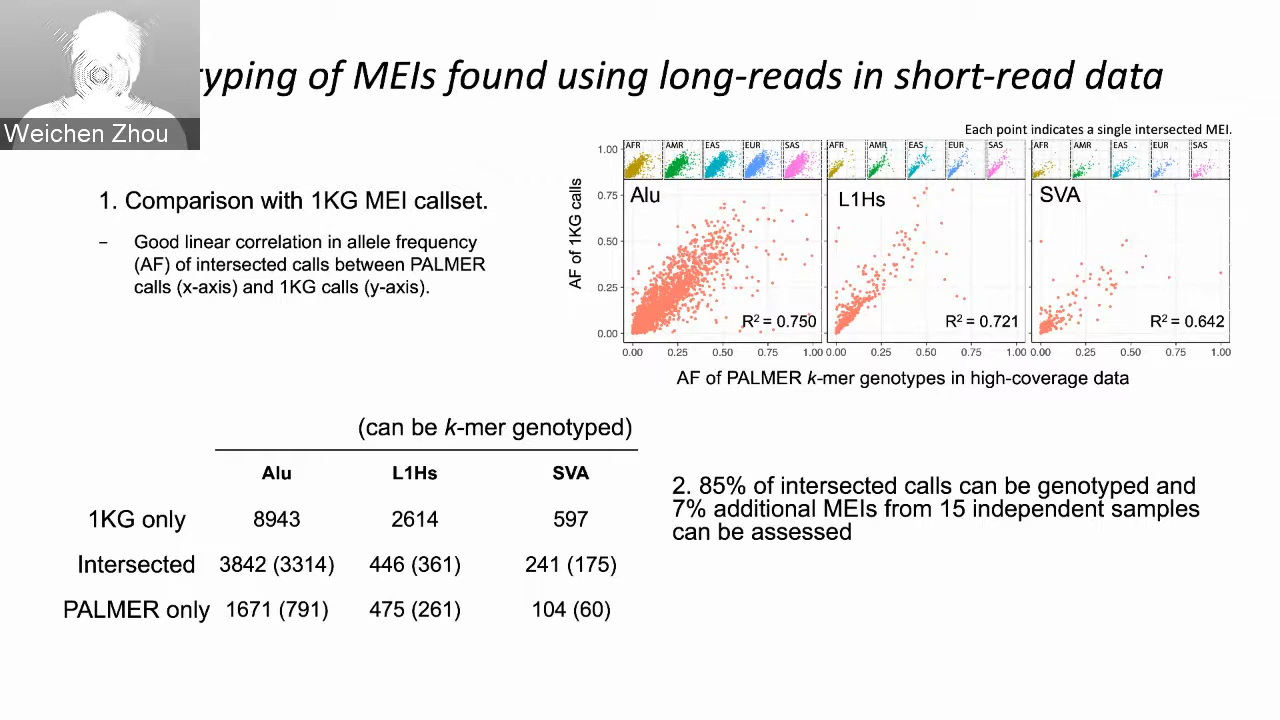 typing of MEIs found using long-reads in short-read data
Weichen Zhou
Each point indicates a single intersected MEI.
1. Comparison with 1KG MEI callset.
– Good linear correlation in allele frequency
(AF) of intersected calls between PALMER
calls (x-axis) and 1KG calls (y-axis).
AF of 1KG calls
1.00
0.75
0.50
0.25
0.00
AFR AMR EAS EUR SAS
Alu
R² = 0.750
0.00 0.25 0.50 0.75 1.00
AFR AMR EAS EUR SAS
L1Hs
R² = 0.721
0.00 0.25 0.50 0.75 1.00
AFR AMR EAS EUR SAS
SVA
R² = 0.642
0.00 0.25 0.50 0.75 1.00
AF of PALMER k-mer genotypes in high-coverage data
(can be k-mer genotyped)
Alu L1Hs SVA
1KG only 8943 2614 597
Intersected 3842 (3314) 446 (361) 241 (175)
PALMER only 1671 (791) 475 (261) 104 (60)
2. 85% of intersected calls can be genotyped and
7% additional MEIs from 15 independent samples
can be assessed